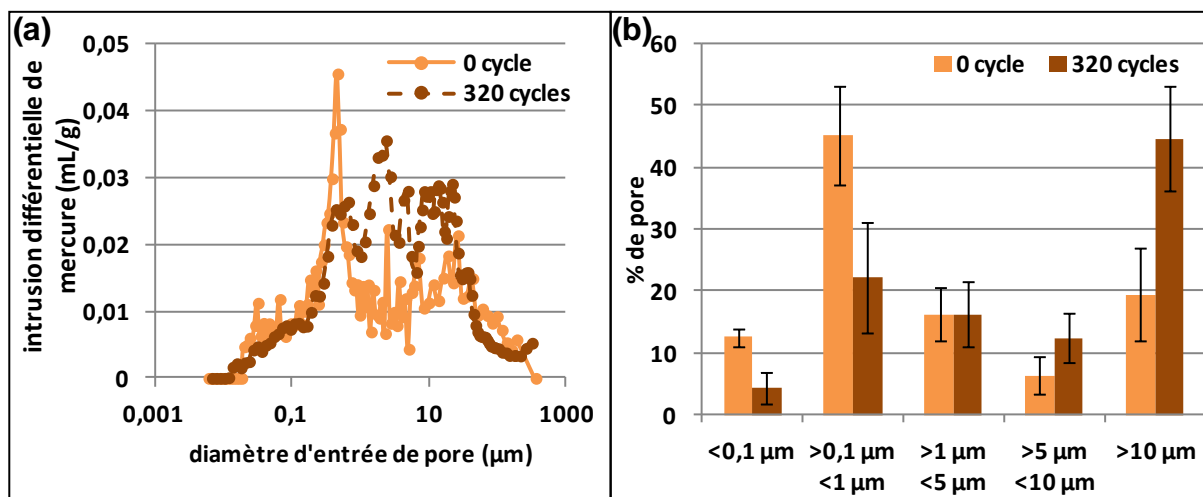 (a)
0,05
0,04
0,03
0,02
0,01
0
0,001
0,1
10
1000
intrusion différentielle de
mercure (mL/g)
diamètre d'entrée de pore (µm)
0 cycle
320 cycles
(b)
60
50
40
30
20
10
0
% de pore
0 cycle
320 cycles
<0,1 µm
>0,1 µm
<1 µm
>1 µm
<5 µm
>5 µm
<10 µm
>10 µm